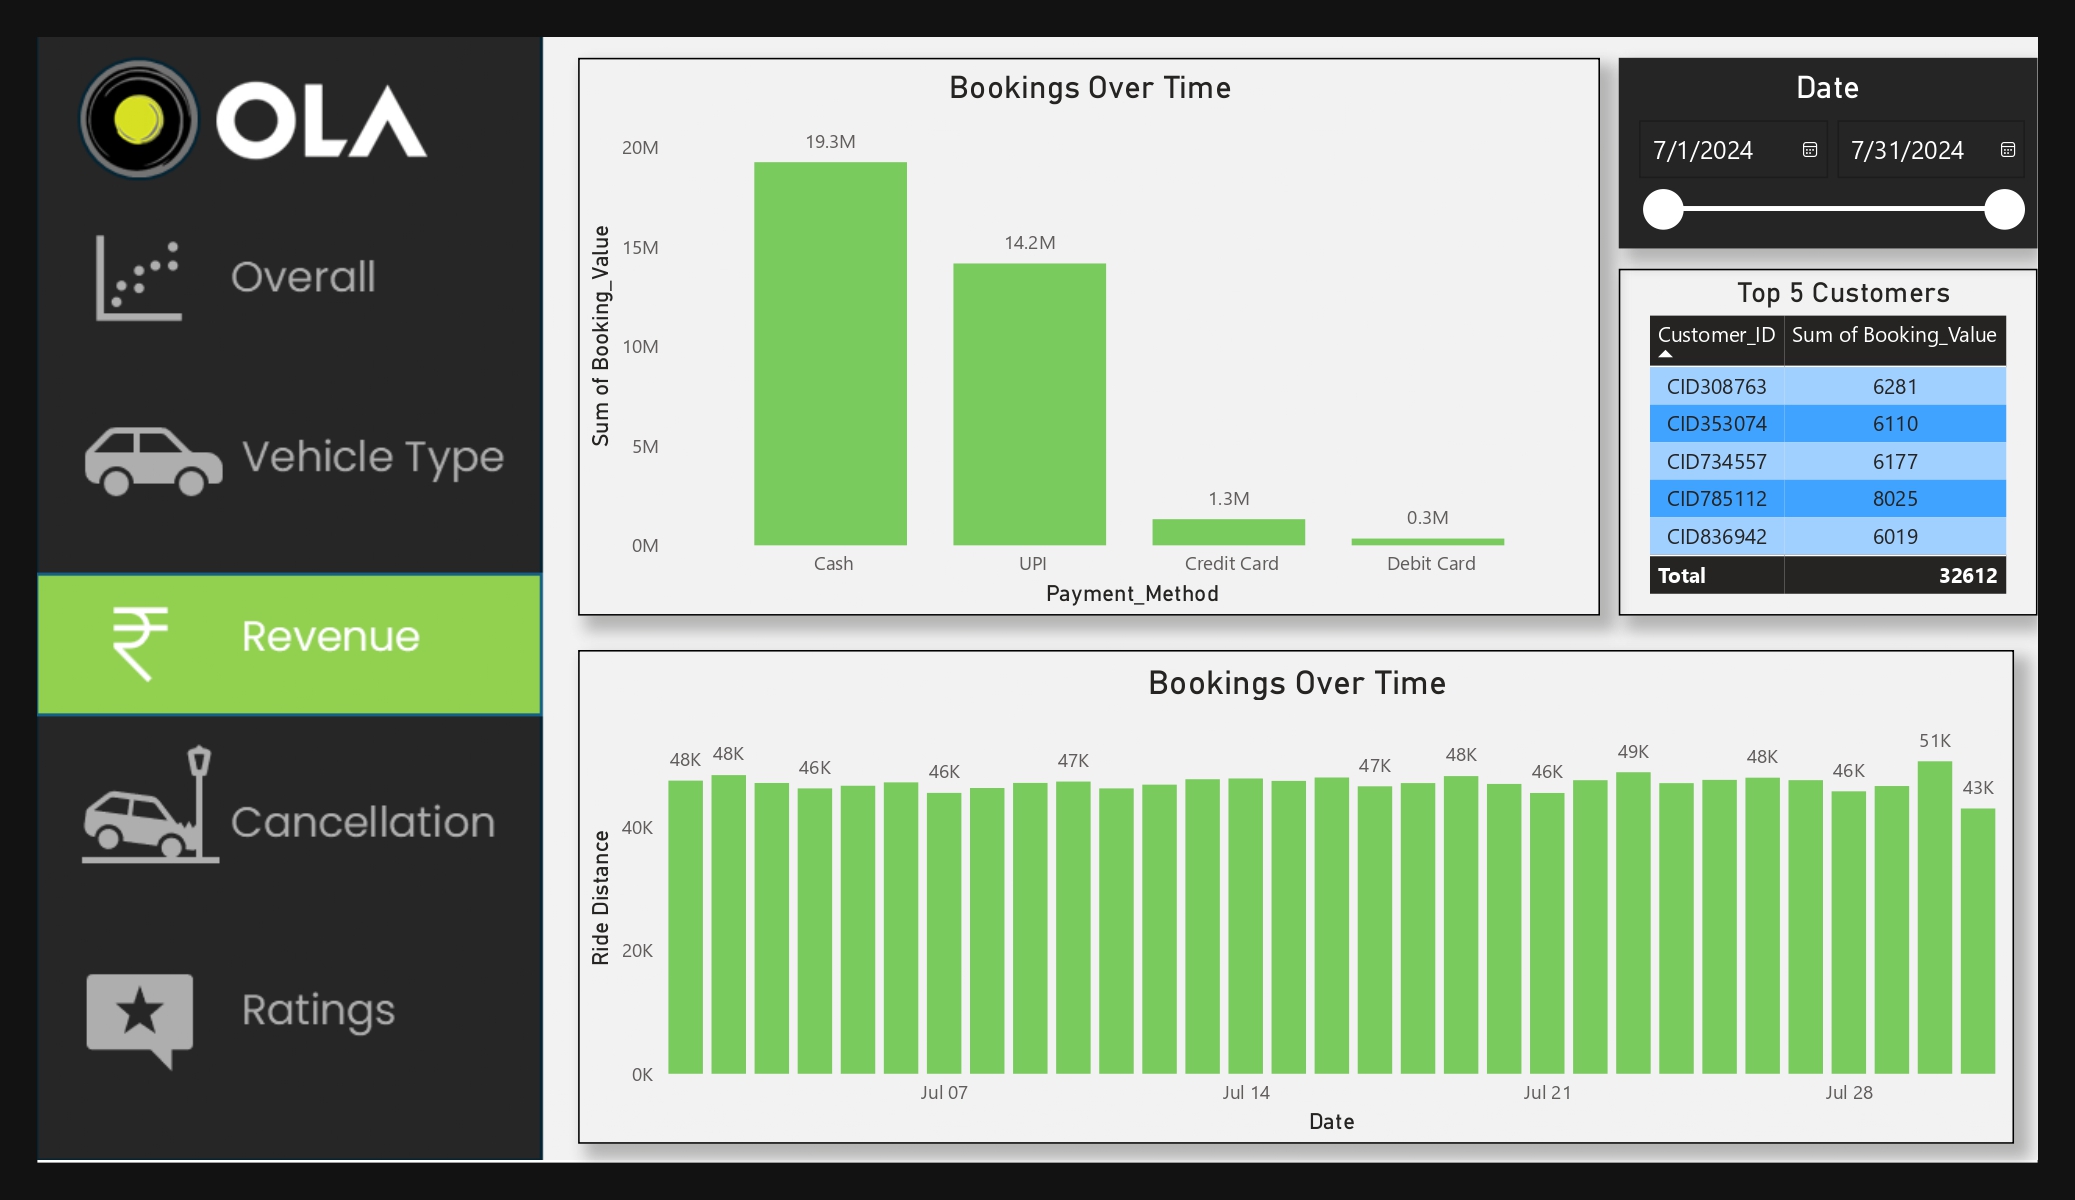 OLA
Overall
Vehicle Type
Revenue
Cancellation
Ratings
Bookings Over Time
Sum of Booking_Value
20M
15M
10M
5M
0M
19.3M
14.2M
1.3M
0.3M
Cash UPI Credit Card Debit Card
Payment_Method
Date
7/1/2024 7/31/2024
Top 5 Customers
Customer_ID Sum of Booking_Value
CID308763 6281
CID353074 6110
CID734557 6177
CID785112 8025
CID836942 6019
Total 32612
Bookings Over Time
Ride Distance
40K
20K
0K
48K 48K 46K 46K 47K 47K 48K 46K 49K 48K 46K 51K 43K
Jul 07 Jul 14 Jul 21 Jul 28
Date